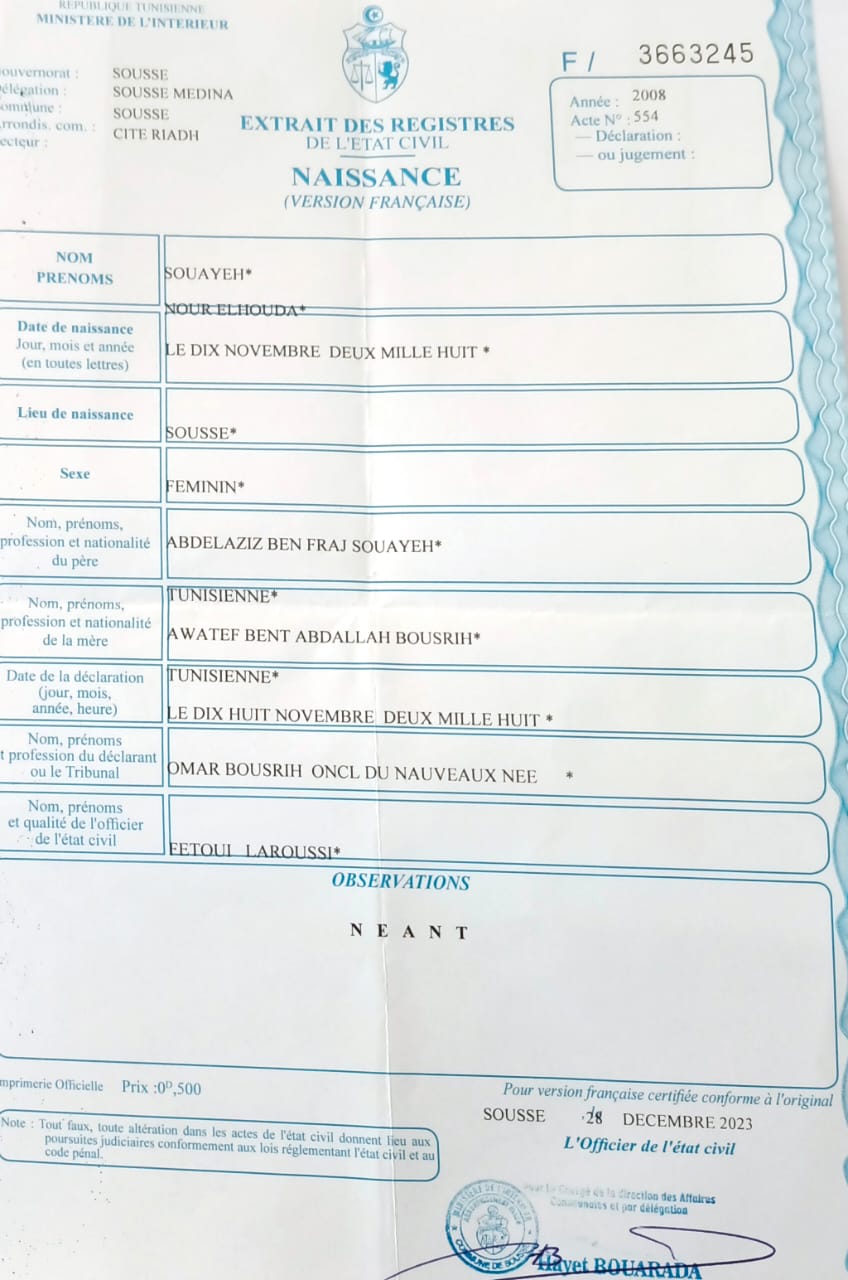 REPUBLIQUE TUNISIENNE
MINISTERE DE L'INTERIEUR
ouvernorat : SOUSSE
élégation : SOUSSE MEDINA
ommune : SOUSSE
rrondis. com. : CITE RIADH
ecteur :
EXTRAIT DES REGISTRES
DE L'ETAT CIVIL
NAISSANCE
(VERSION FRANÇAISE)
F / 3663245
Année : 2008
Acte N° : 554
— Déclaration :
— ou jugement :
NOM
PRENOMS
SOUAYEH*
NOUR ELHOUDA*
Date de naissance
Jour, mois et année
(en toutes lettres)
LE DIX NOVEMBRE DEUX MILLE HUIT *
Lieu de naissance
SOUSSE*
Sexe
FEMININ*
Nom, prénoms,
profession et nationalité
du père
ABDELAZIZ BEN FRAJ SOUAYEH*
TUNISIENNE*
Nom, prénoms,
profession et nationalité
de la mère
AWATEF BENT ABDALLAH BOUSRIH*
TUNISIENNE*
Date de la déclaration
(jour, mois,
année, heure)
LE DIX HUIT NOVEMBRE DEUX MILLE HUIT *
Nom, prénoms
t profession du déclarant
ou le Tribunal
OMAR BOUSRIH ONCL DU NAUVEAUX NEE *
Nom, prénoms
et qualité de l'officier
de l'état civil
FETOUI LAROUSSI*
OBSERVATIONS
N E A N T
mprimerie Officielle Prix :0ᴰ,500
Note : Tout faux, toute altération dans les actes de l'état civil donnent lieu aux
poursuites judiciaires conformement aux lois réglementant l'état civil et au
code pénal.
Pour version française certifiée conforme à l'original
SOUSSE 28 DECEMBRE 2023
L'Officier de l'état civil
Pour le Chargé de la direction des Affaires
Communales et par délégation
Hayet BOUARADA